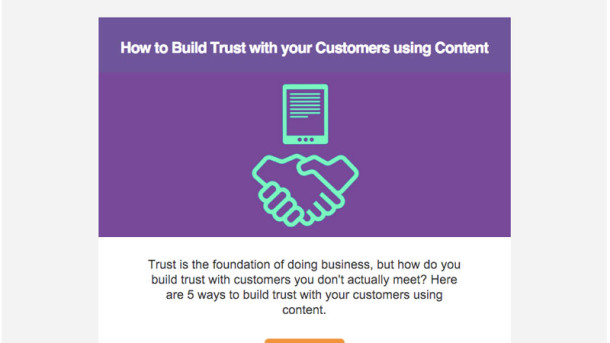 How to Build Trust with your Customers using Content
Trust is the foundation of doing business, but how do you
build trust with customers you don't actually meet? Here
are 5 ways to build trust with your customers using
content.